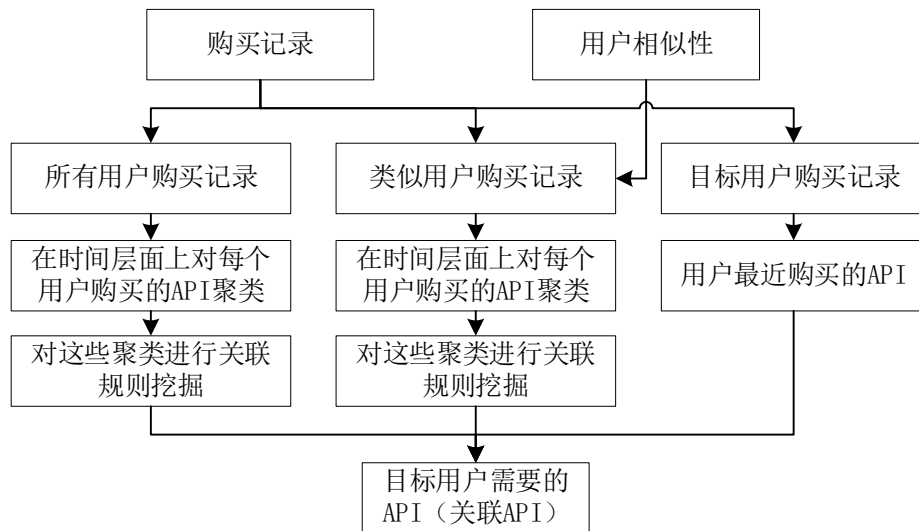 购买记录
用户相似性
所有用户购买记录
类似用户购买记录
目标用户购买记录
在时间层面上对每个
用户购买的API聚类
在时间层面上对每个
用户购买的API聚类
用户最近购买的API
对这些聚类进行关联
规则挖掘
对这些聚类进行关联
规则挖掘
目标用户需要的
API（关联API）